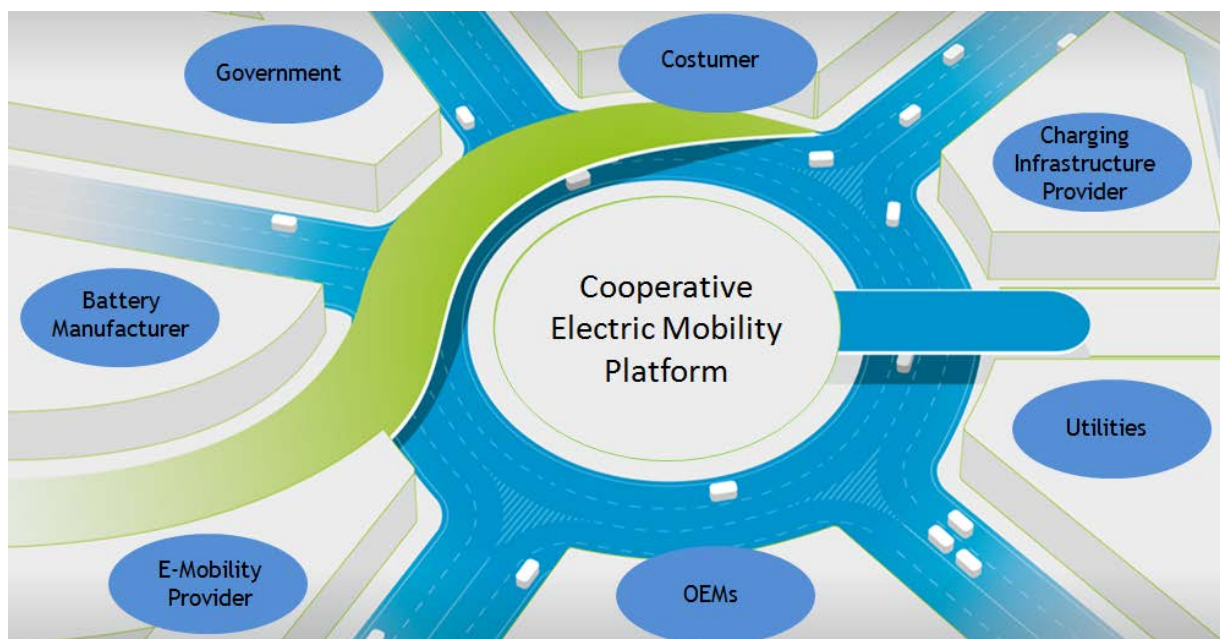 Government
Costumer
Charging
Infrastructure
Provider
Battery
Manufacturer
Cooperative
Electric Mobility
Platform
Utilities
E-Mobility
Provider
OEMs